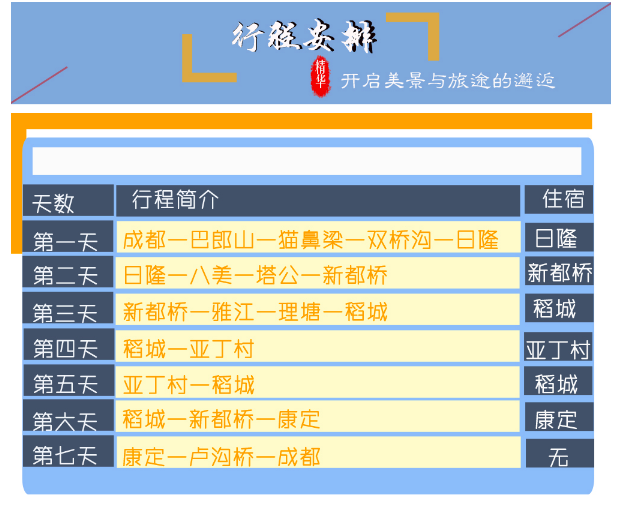 行程安排
精华
开启美景与旅途的邂逅
天数 行程简介 住宿
第一天 成都一巴郎山一猫鼻梁一双桥沟一日隆 日隆
第二天 日隆一八美一塔公一新都桥 新都桥
第三天 新都桥一雅江一理塘一稻城 稻城
第四天 稻城一亚丁村 亚丁村
第五天 亚丁村一稻城 稻城
第六天 稻城一新都桥一康定 康定
第七天 康定一卢沟桥一成都 无